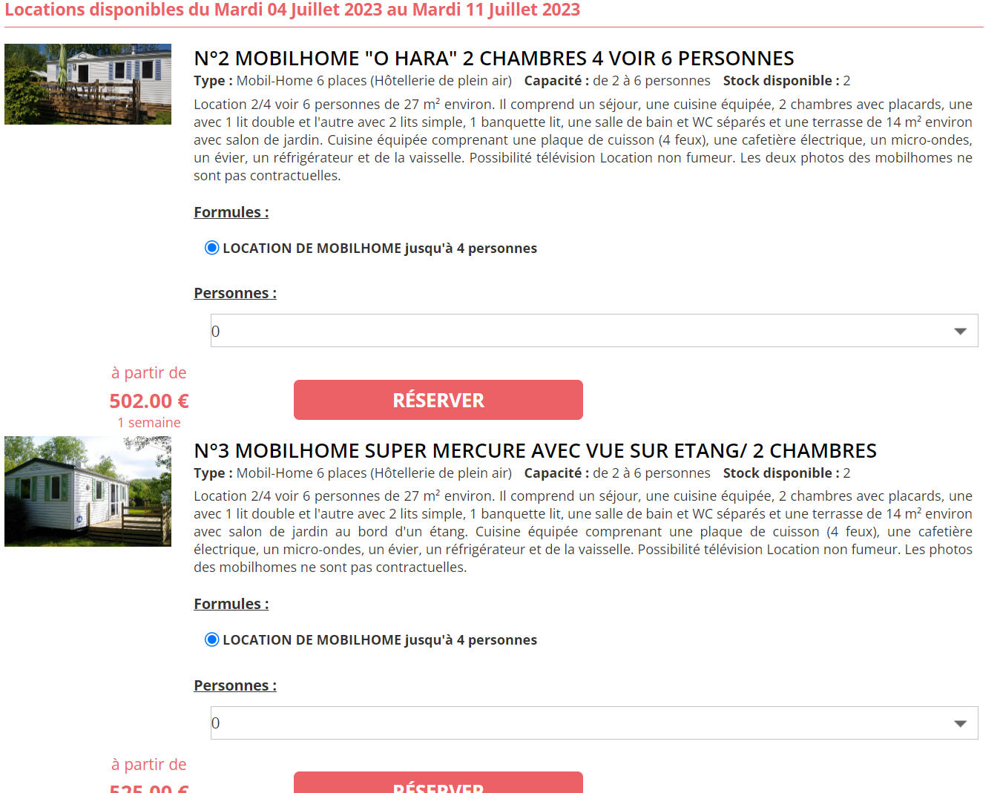 Locations disponibles du Mardi 04 Juillet 2023 au Mardi 11 Juillet 2023
N°2 MOBILHOME "O HARA" 2 CHAMBRES 4 VOIR 6 PERSONNES
Type : Mobil-Home 6 places (Hôtellerie de plein air) Capacité : de 2 à 6 personnes Stock disponible : 2
Location 2/4 voir 6 personnes de 27 m² environ. Il comprend un séjour, une cuisine équipée, 2 chambres avec placards, une
avec 1 lit double et l'autre avec 2 lits simple, 1 banquette lit, une salle de bain et WC séparés et une terrasse de 14 m² environ
avec salon de jardin. Cuisine équipée comprenant une plaque de cuisson (4 feux), une cafetière électrique, un micro-ondes,
un évier, un réfrigérateur et de la vaisselle. Possibilité télévision Location non fumeur. Les deux photos des mobilhomes ne
sont pas contractuelles.
Formules :
LOCATION DE MOBILHOME jusqu'à 4 personnes
Personnes :
0
à partir de
502.00 €
1 semaine
RÉSERVER
N°3 MOBILHOME SUPER MERCURE AVEC VUE SUR ETANG/ 2 CHAMBRES
Type : Mobil-Home 6 places (Hôtellerie de plein air) Capacité : de 2 à 6 personnes Stock disponible : 2
Location 2/4 voir 6 personnes de 27 m² environ. Il comprend un séjour, une cuisine équipée, 2 chambres avec placards, une
avec 1 lit double et l'autre avec 2 lits simple, 1 banquette lit, une salle de bain et WC séparés et une terrasse de 14 m² environ
avec salon de jardin au bord d'un étang. Cuisine équipée comprenant une plaque de cuisson (4 feux), une cafetière
électrique, un micro-ondes, un évier, un réfrigérateur et de la vaisselle. Possibilité télévision Location non fumeur. Les photos
des mobilhomes ne sont pas contractuelles.
Formules :
LOCATION DE MOBILHOME jusqu'à 4 personnes
Personnes :
0
à partir de
525.00 €
RÉSERVER